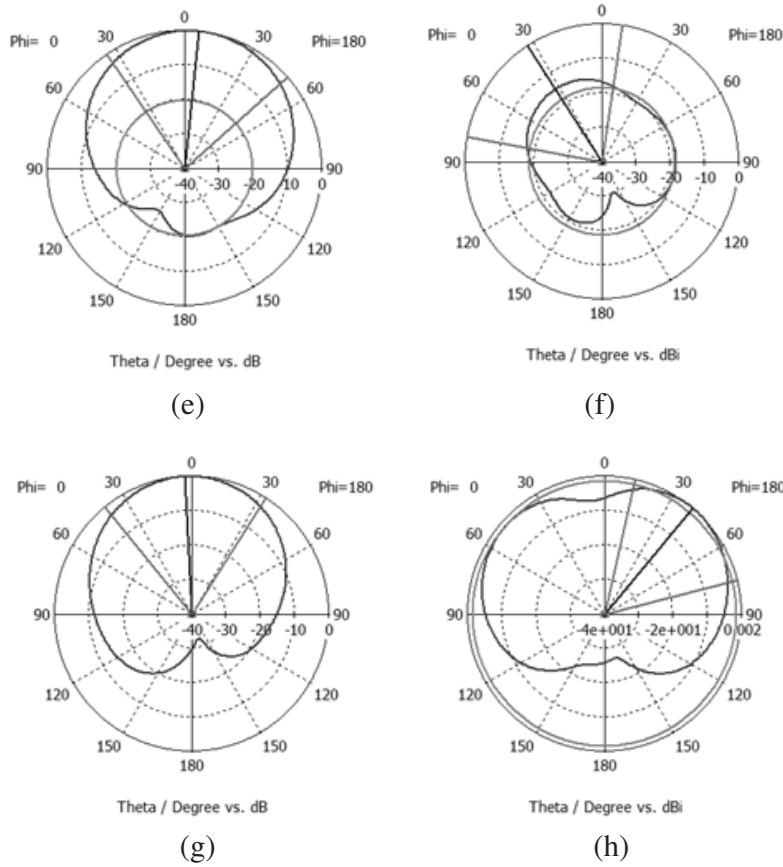 0
Phi= 0 30 30 Phi=180
60 60
90 -40 -30 -20 -10 0 90
120 120
150 150
180
Theta / Degree vs. dB
(e)
0
Phi= 0 30 30 Phi=180
60 60
90 -40 -30 -20 -10 0 90
120 120
150 150
180
Theta / Degree vs. dBi
(f)
0
Phi= 0 30 30 Phi=180
60 60
90 -40 -30 -20 -10 0 90
120 120
150 150
180
Theta / Degree vs. dB
(g)
0
Phi= 0 30 30 Phi=180
60 60
90 -4e+001 -2e+001 0.002 90
120 120
150 150
180
Theta / Degree vs. dBi
(h)